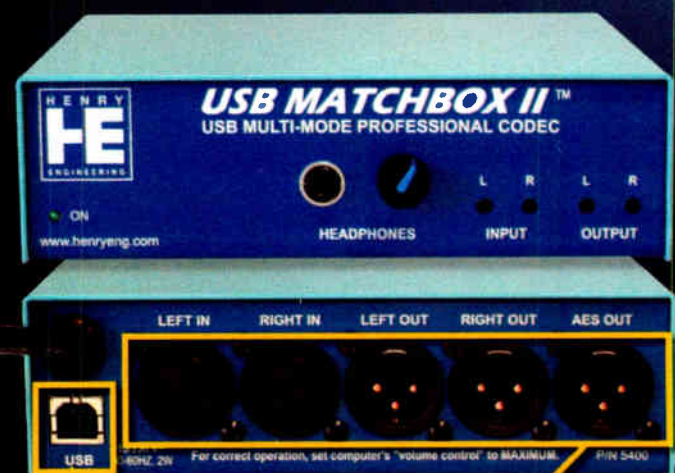 HENRY
HE
ENGINEERING
USB MATCHBOX II ™
USB MULTI-MODE PROFESSIONAL CODEC
L R L R
ON
HEADPHONES INPUT OUTPUT
www.henryeng.com
LEFT IN RIGHT IN LEFT OUT RIGHT OUT AES OUT
USB
-60HZ, 2W For correct operation, set computer's "volume control" to MAXIMUM. P/N 5400